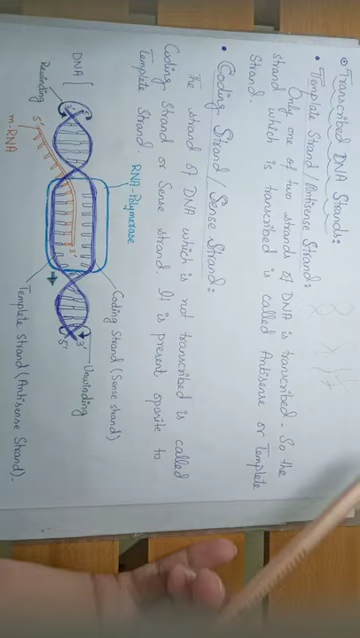 Transcribed DNA Strands:
• Template Strand/Antisense Strand:
Only one of two strands of DNA is transcribed. So the
strand which is transcribed is called Antisense or Template
Strand.
• Coding Strand/Sense Strand:
The strand of DNA which is not transcribed is called
Coding Strand or Sense strand. It is present oposite to
Template Strand.
RNA-Polymerase
Coding Strand (Sense strand)
DNA
Rewinding
3'
Unwinding
5'
5'
3'
m-RNA
Templete Strand (Antisense Strand).